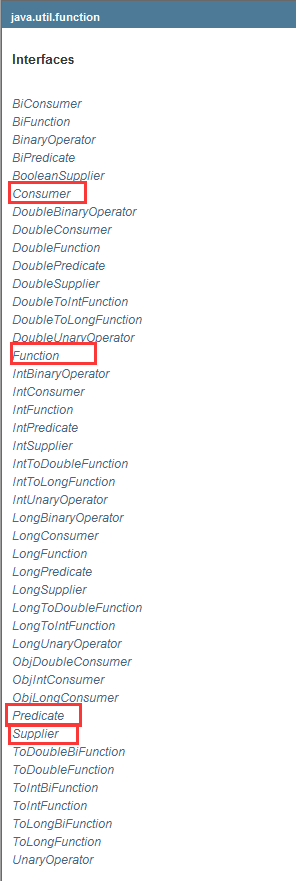 java.util.function
Interfaces
BiConsumer
BiFunction
BinaryOperator
BiPredicate
BooleanSupplier
Consumer
DoubleBinaryOperator
DoubleConsumer
DoubleFunction
DoublePredicate
DoubleSupplier
DoubleToIntFunction
DoubleToLongFunction
DoubleUnaryOperator
Function
IntBinaryOperator
IntConsumer
IntFunction
IntPredicate
IntSupplier
IntToDoubleFunction
IntToLongFunction
IntUnaryOperator
LongBinaryOperator
LongConsumer
LongFunction
LongPredicate
LongSupplier
LongToDoubleFunction
LongToIntFunction
LongUnaryOperator
ObjDoubleConsumer
ObjIntConsumer
ObjLongConsumer
Predicate
Supplier
ToDoubleBiFunction
ToDoubleFunction
ToIntBiFunction
ToIntFunction
ToLongBiFunction
ToLongFunction
UnaryOperator